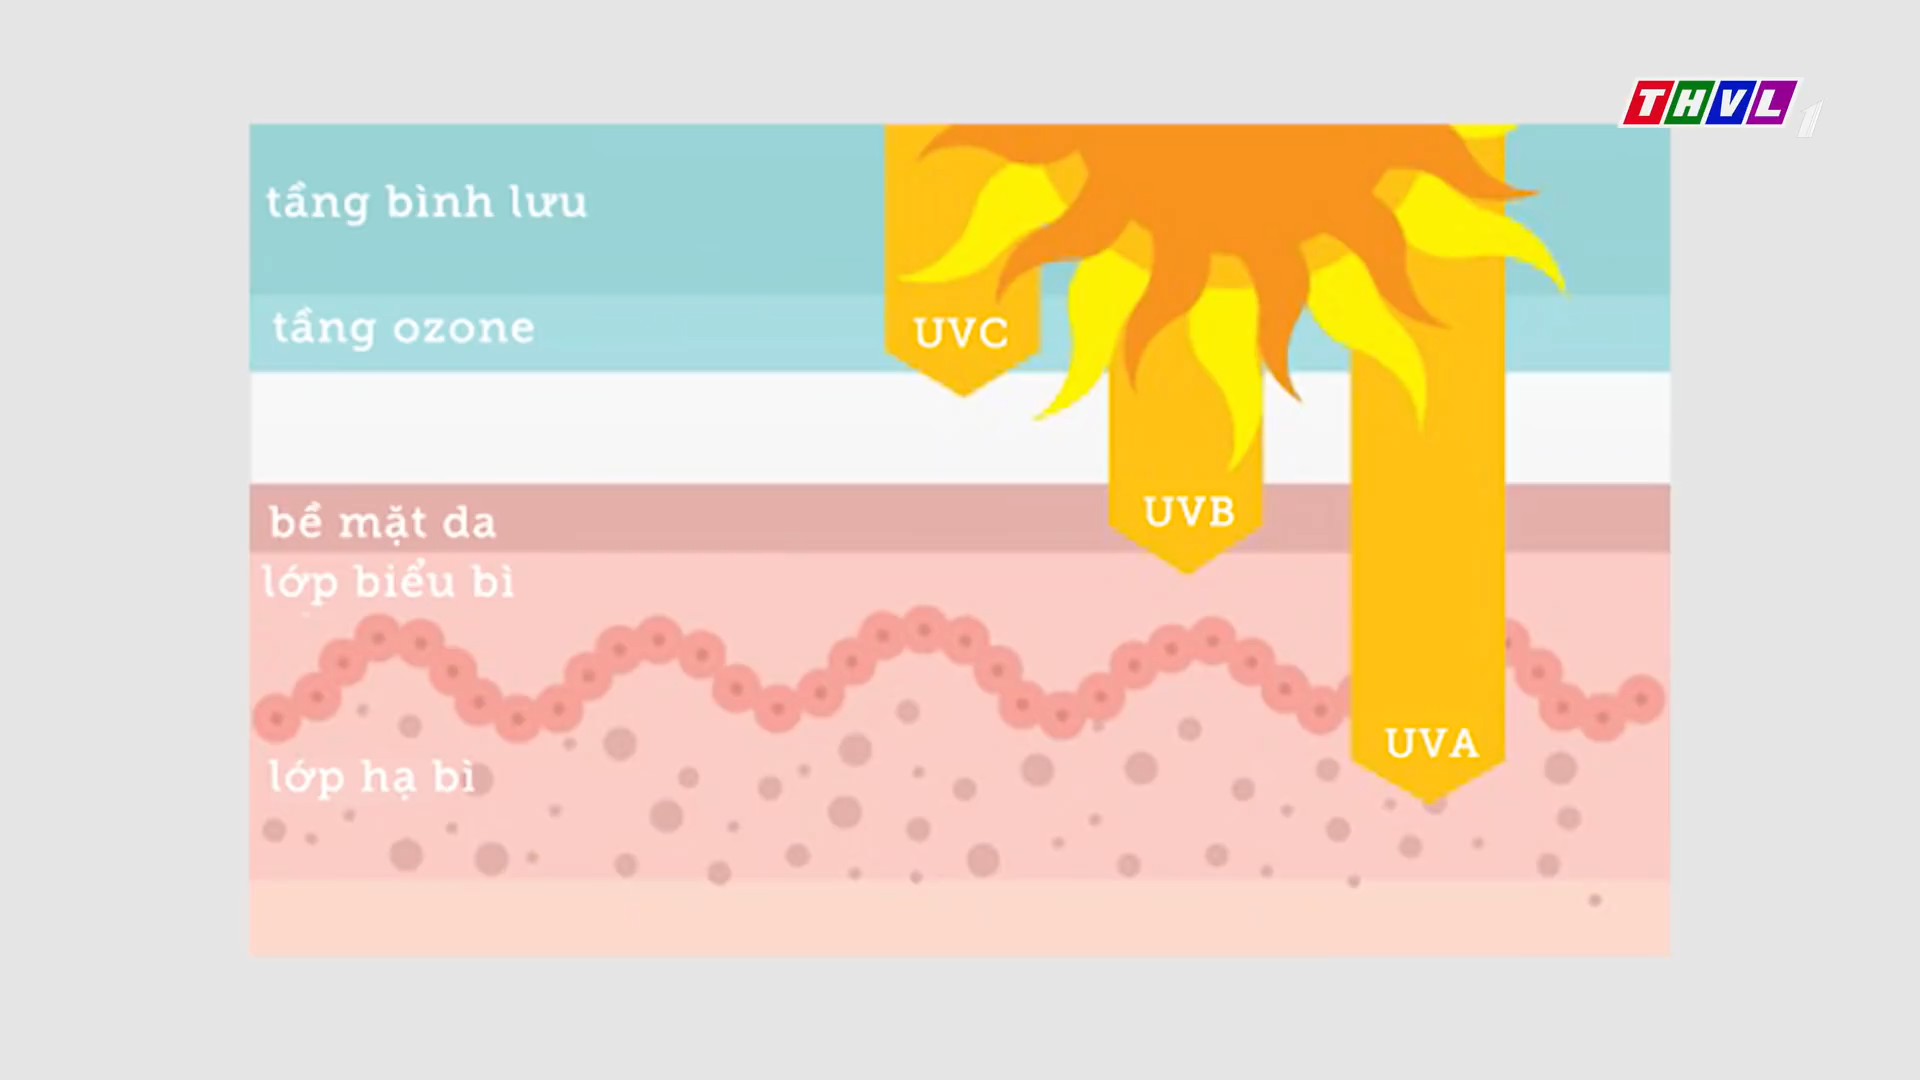 THVL1
tầng bình lưu
tầng ozone
UVC
bề mặt da
UVB
lớp biểu bì
UVA
lớp hạ bì